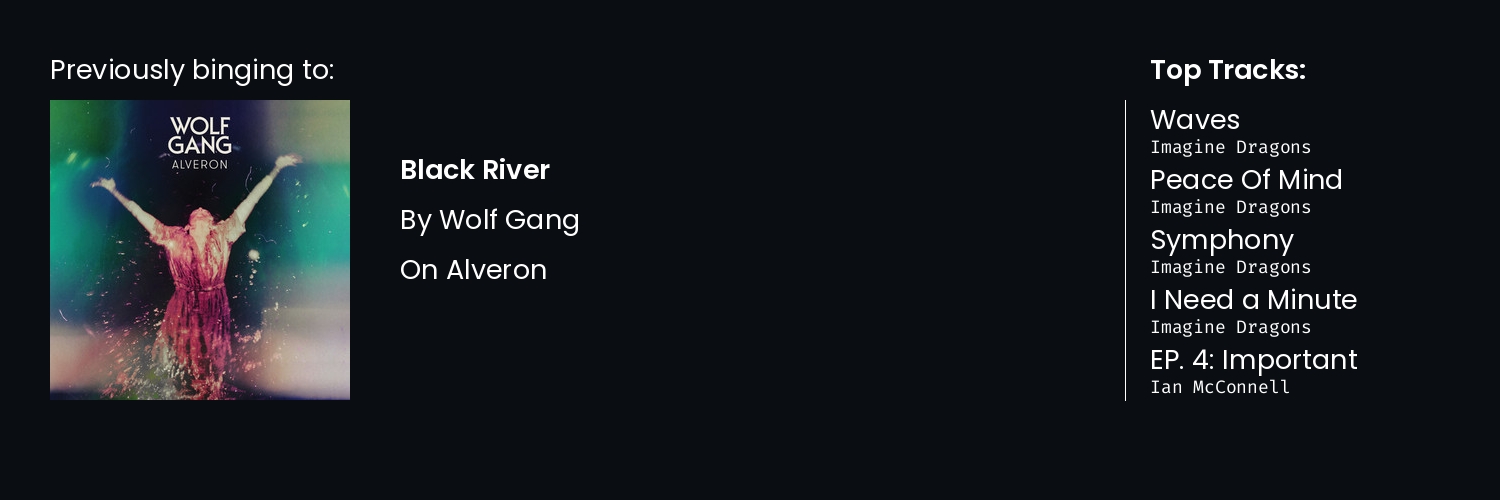 Previously binging to:
WOLF
GANG
ALVERON
Black River
By Wolf Gang
On Alveron
Top Tracks:
Waves
Imagine Dragons
Peace Of Mind
Imagine Dragons
Symphony
Imagine Dragons
I Need a Minute
Imagine Dragons
EP. 4: Important
Ian McConnell